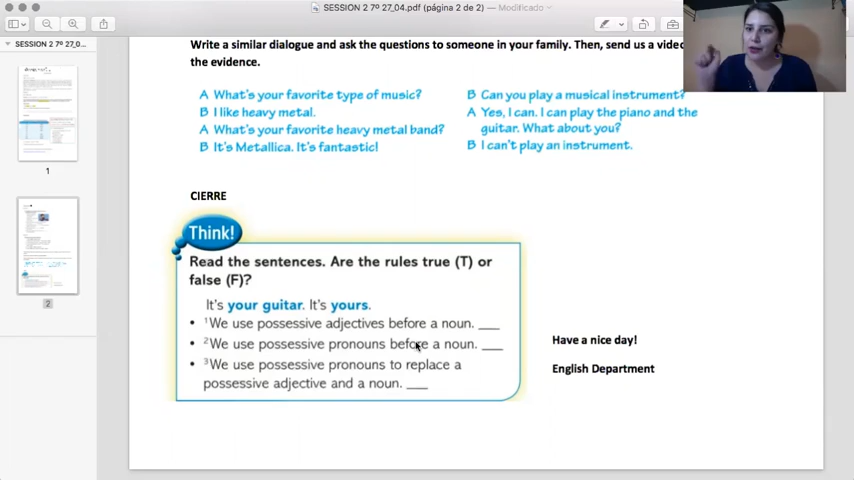 SESSION 2 7º 27_04.pdf (página 2 de 2) — Modificado
SESSION 2 7º 27_0...
1
2
Write a similar dialogue and ask the questions to someone in your family. Then, send us a video
the evidence.
A What's your favorite type of music?
B I like heavy metal.
A What's your favorite heavy metal band?
B It's Metallica. It's fantastic!
B Can you play a musical instrument?
A Yes, I can. I can play the piano and the
guitar. What about you?
B I can't play an instrument.
CIERRE
Think!
Read the sentences. Are the rules true (T) or
false (F)?
It's your guitar. It's yours.
• 1We use possessive adjectives before a noun. ___
• 2We use possessive pronouns before a noun. ___
• 3We use possessive pronouns to replace a
possessive adjective and a noun. ___
Have a nice day!
English Department